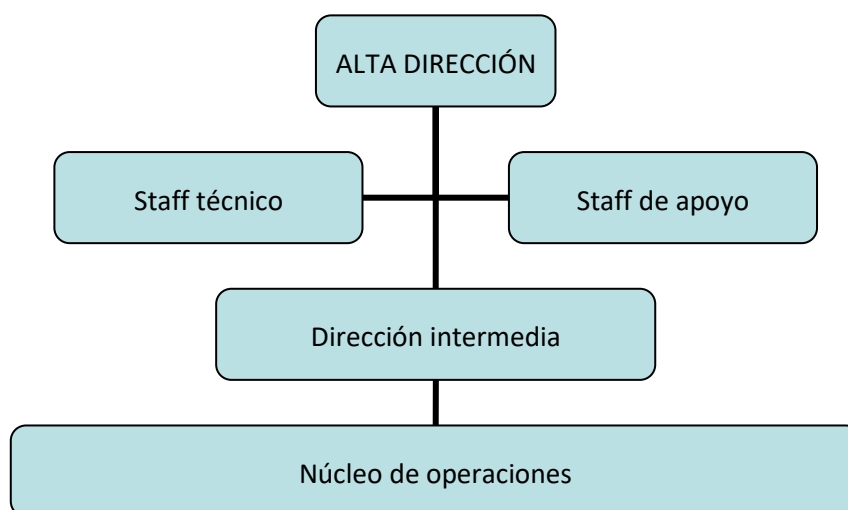 ALTA DIRECCIÓN
Staff técnico
Staff de apoyo
Dirección intermedia
Núcleo de operaciones